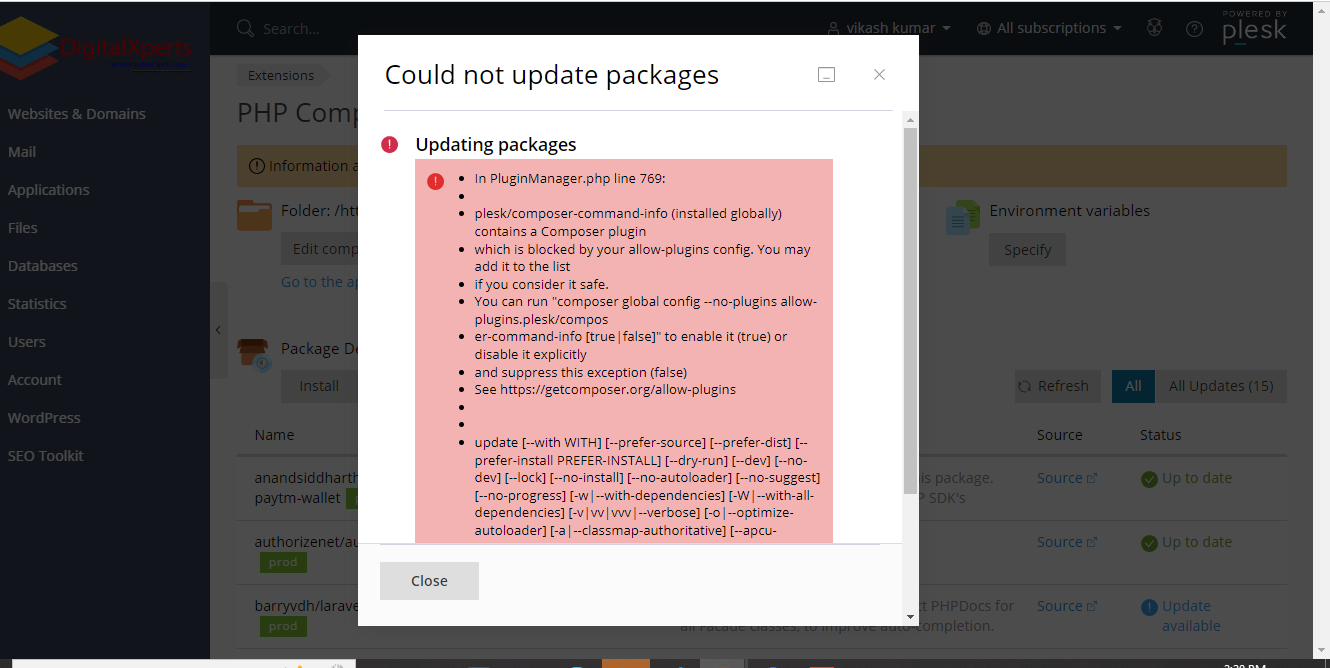 DigitalXperts
Search...
vikash kumar
All subscriptions
POWERED BY
plesk
Websites & Domains
Mail
Applications
Files
Databases
Statistics
Users
Account
WordPress
SEO Toolkit
Extensions
PHP Comp
Information a
Folder: /ht
Edit comp
Go to the ap
Environment variables
Specify
Package De
Install
Refresh
All
All Updates (15)
Name
Source
Status
anandsiddharth
paytm-wallet
is package.
P SDK's
Source
Up to date
authorizenet/au
prod
Source
Up to date
barryvdh/larave
prod
ct PHPDocs for
all Facade classes, to improve auto-completion.
Source
Update
available
Could not update packages
Updating packages
In PluginManager.php line 769:
plesk/composer-command-info (installed globally)
contains a Composer plugin
which is blocked by your allow-plugins config. You may
add it to the list
if you consider it safe.
You can run "composer global config --no-plugins allow-
plugins.plesk/compos
er-command-info [true|false]" to enable it (true) or
disable it explicitly
and suppress this exception (false)
See https://getcomposer.org/allow-plugins
update [--with WITH] [--prefer-source] [--prefer-dist] [--
prefer-install PREFER-INSTALL] [--dry-run] [--dev] [--no-
dev] [--lock] [--no-install] [--no-autoloader] [--no-suggest]
[--no-progress] [-w|--with-dependencies] [-W|--with-all-
dependencies] [-v|vv|vvv|--verbose] [-o|--optimize-
autoloader] [-a|--classmap-authoritative] [--apcu-
Close